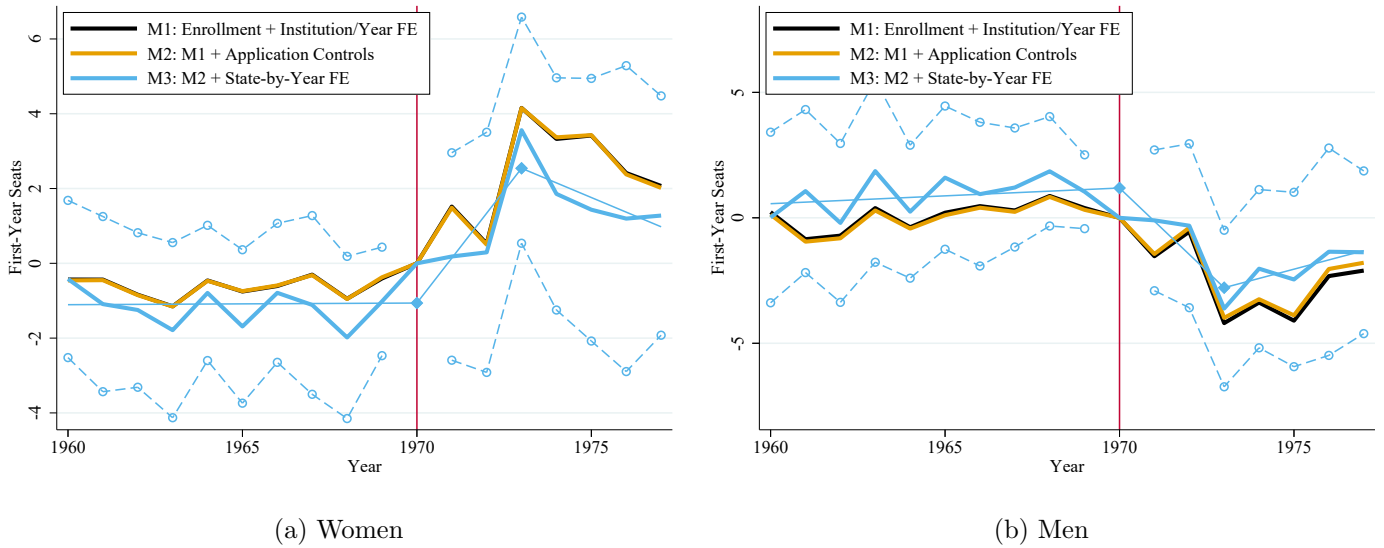 M1: Enrollment + Institution/Year FE
M2: M1 + Application Controls
M3: M2 + State-by-Year FE
First-Year Seats
6
4
2
0
-2
-4
1960
1965
1970
1975
Year
(a) Women
M1: Enrollment + Institution/Year FE
M2: M1 + Application Controls
M3: M2 + State-by-Year FE
First-Year Seats
5
0
-5
1960
1965
1970
1975
Year
(b) Men